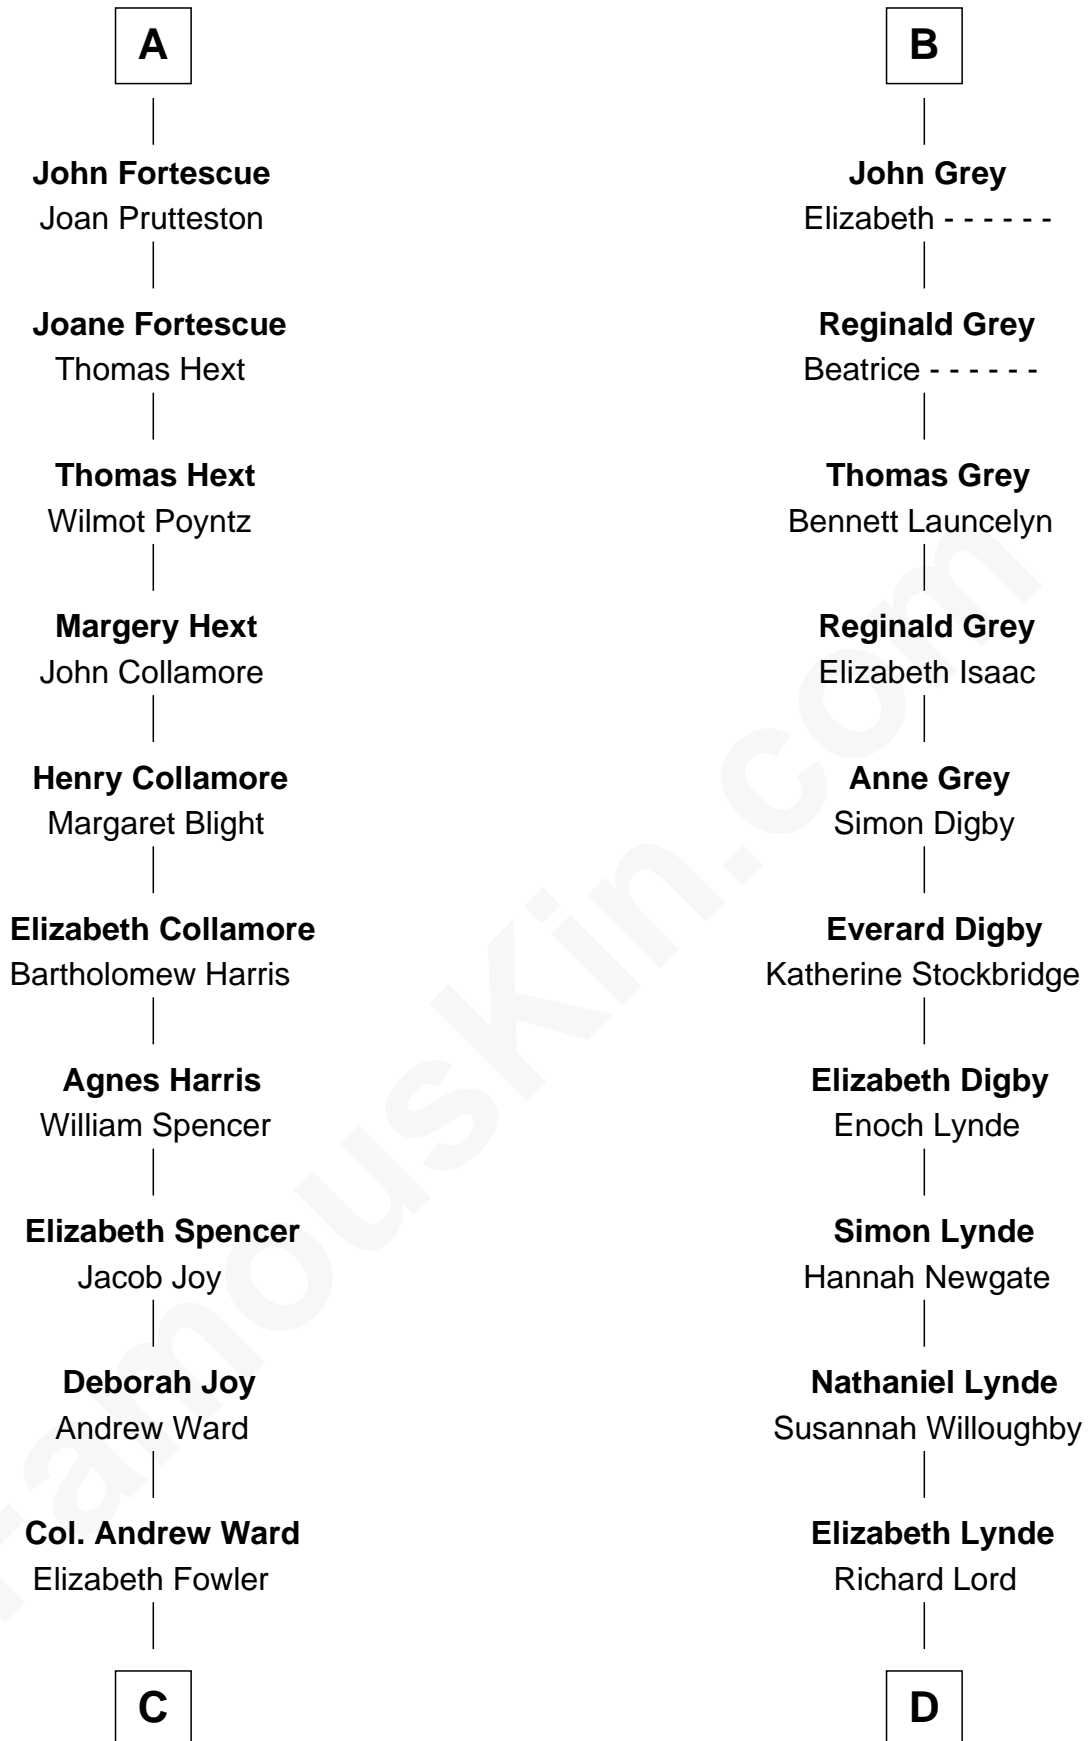 A
John Fortescue
Joan Prutteston
Joane Fortescue
Thomas Hext
Thomas Hext
Wilmot Poyntz
Margery Hext
John Collamore
Henry Collamore
Margaret Blight
Elizabeth Collamore
Bartholomew Harris
Agnes Harris
William Spencer
Elizabeth Spencer
Jacob Joy
Deborah Joy
Andrew Ward
Col. Andrew Ward
Elizabeth Fowler
C
B
John Grey
Elizabeth - - - - - -
Reginald Grey
Beatrice - - - - - -
Thomas Grey
Bennett Launcelyn
Reginald Grey
Elizabeth Isaac
Anne Grey
Simon Digby
Everard Digby
Katherine Stockbridge
Elizabeth Digby
Enoch Lynde
Simon Lynde
Hannah Newgate
Nathaniel Lynde
Susannah Willoughby
Elizabeth Lynde
Richard Lord
D
FamousKin.com